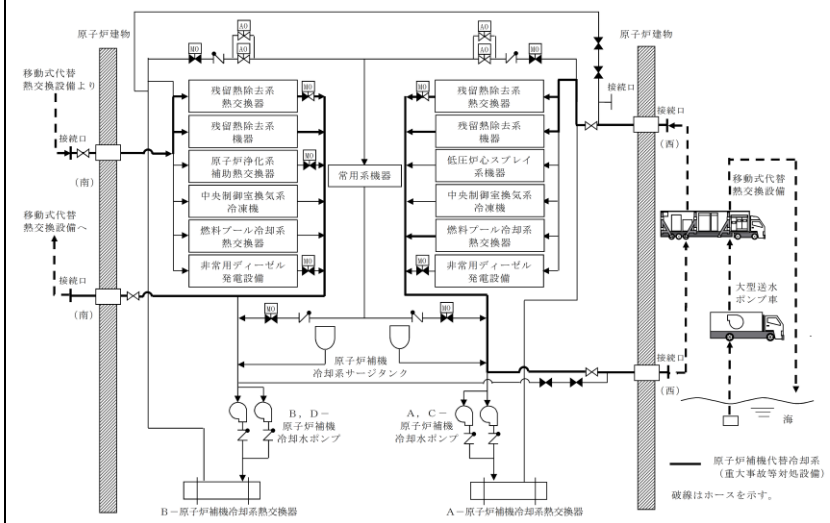 原子炉建物
AO
MO
AO
AO
AO
MO
原子炉建物
移動式代替
熱交換設備より
接続口
(南)
移動式代替
熱交換設備へ
接続口
(南)
残留熱除去系
熱交換器
MO
残留熱除去系
機器
原子炉浄化系
補助熱交換器
MO
中央制御室換気系
冷凍機
燃料プール冷却系
熱交換器
非常用ディーゼル
発電設備
MO
常用系機器
MO
残留熱除去系
熱交換器
残留熱除去系
機器
低圧炉心スプレイ
系機器
中央制御室換気系
冷凍機
燃料プール冷却系
熱交換器
MO
非常用ディーゼル
発電設備
接続口
接続口
(西)
移動式代替
熱交換設備
大型送水
ポンプ車
接続口
(西)
海
MO
MO
原子炉補機
冷却系サージタンク
B,D-
原子炉補機
冷却水ポンプ
A,C-
原子炉補機
冷却水ポンプ
B-原子炉補機冷却系熱交換器
A-原子炉補機冷却系熱交換器
原子炉補機代替冷却系
(重大事故等対処設備)
破線はホースを示す。